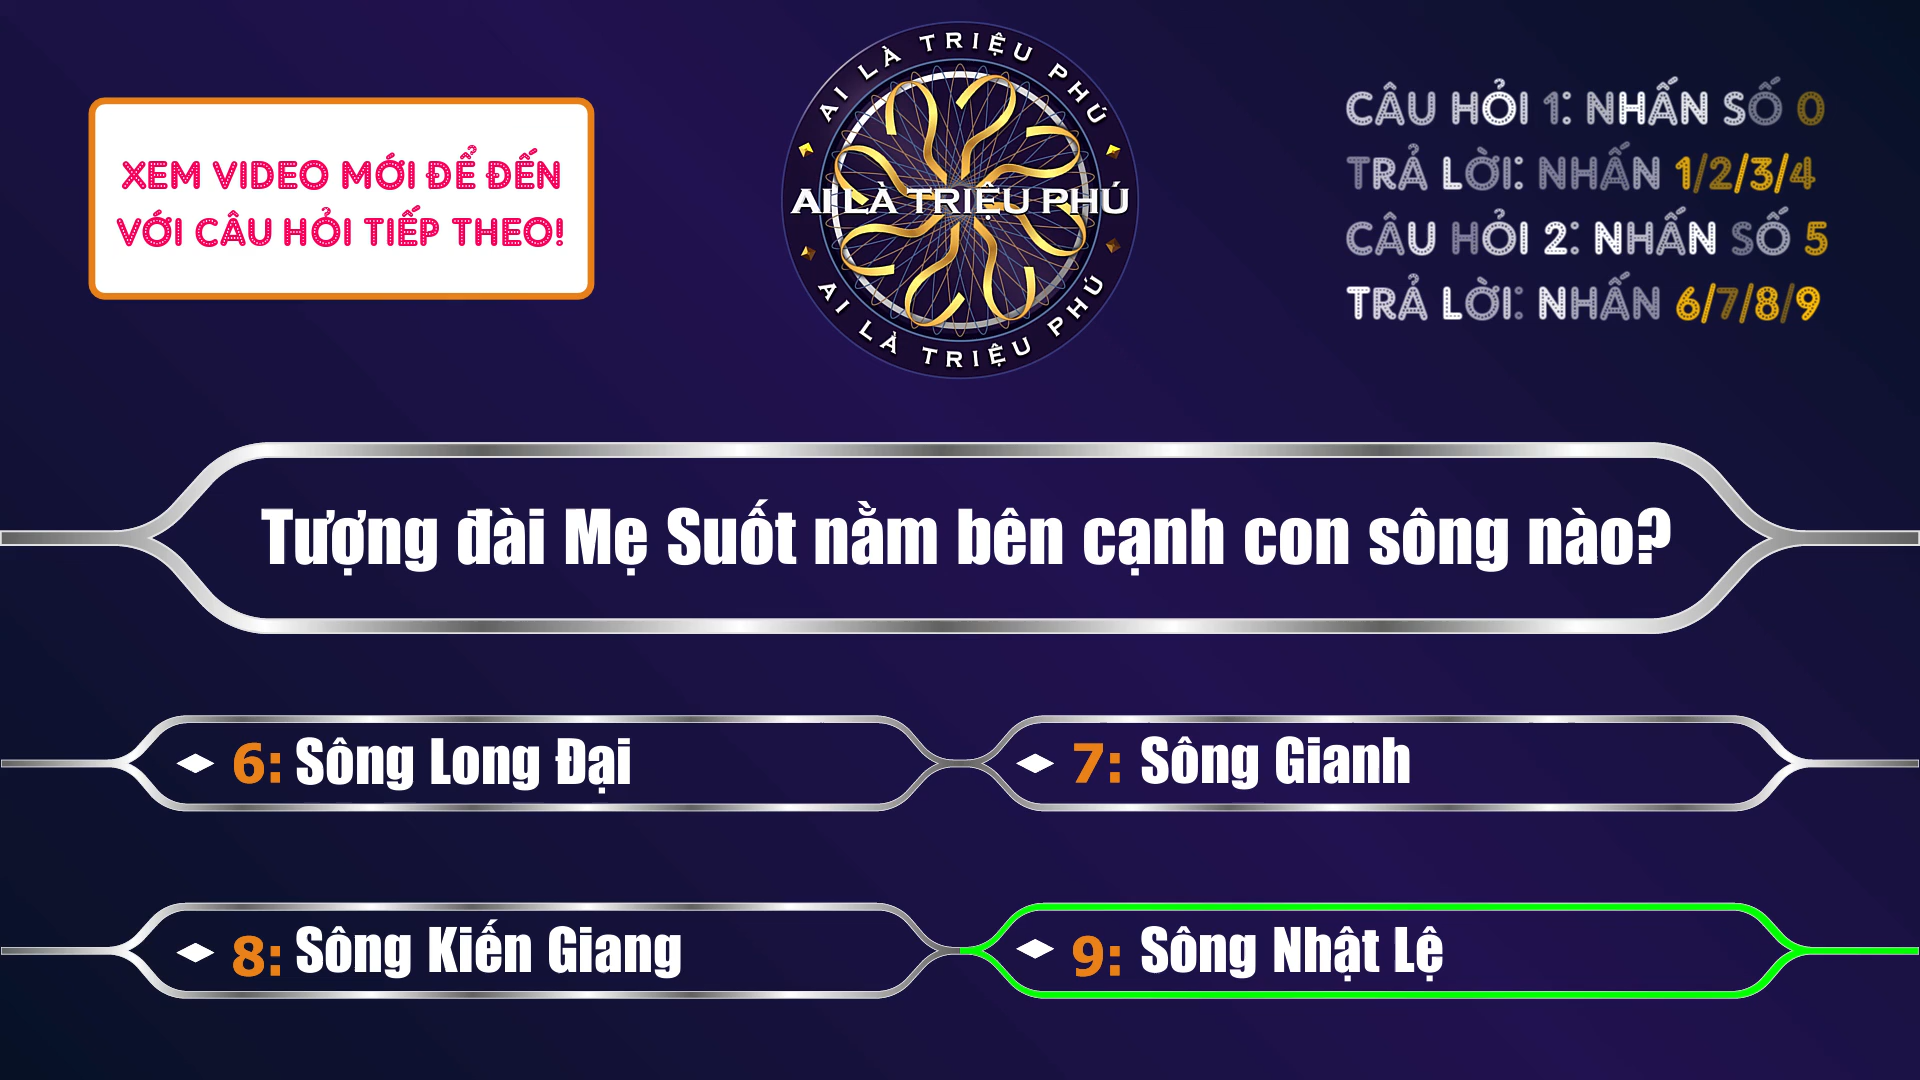 AI LÀ TRIỆU PHÚ
XEM VIDEO MỚI ĐỂ ĐẾN
VỚI CÂU HỎI TIẾP THEO!
AI LÀ TRIỆU PHÚ
AI LÀ TRIỆU PHÚ
CÂU HỎI 1: NHẤN SỐ 0
TRẢ LỜI: NHẤN 1/2/3/4
CÂU HỎI 2: NHẤN SỐ 5
TRẢ LỜI: NHẤN 6/7/8/9
Tượng đài Mẹ Suốt nằm bên cạnh con sông nào?
6: Sông Long Đại
7: Sông Gianh
8: Sông Kiến Giang
9: Sông Nhật Lệ